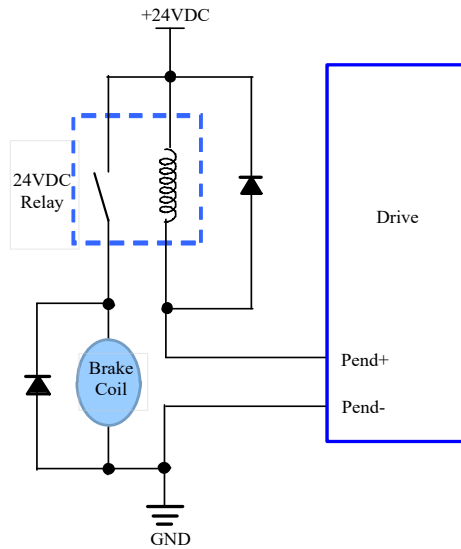 +24VDC
24VDC
Relay
Drive
Brake
Coil
Pend+
Pend-
GND